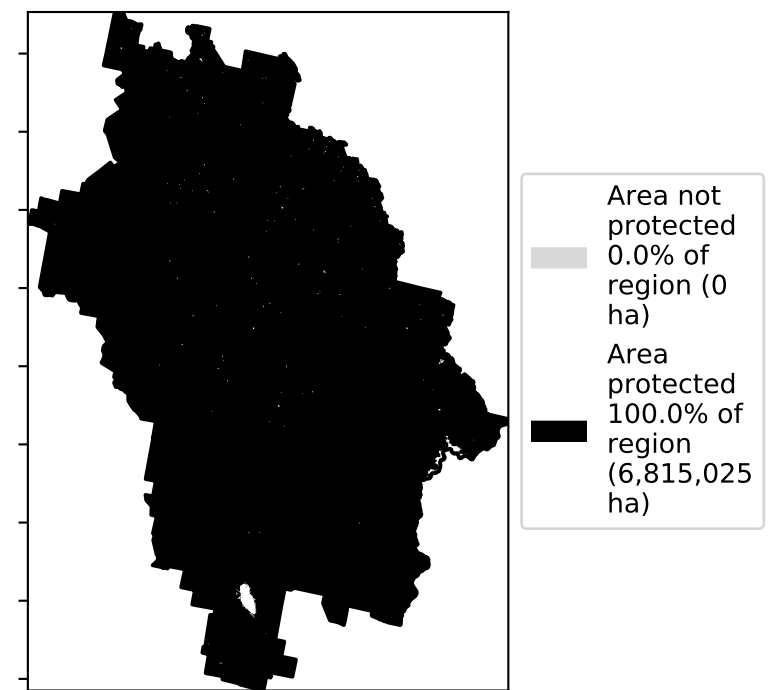 Area not
protected
0.0% of
region (0
ha)
Area
protected
100.0% of
region
(6,815,025
ha)